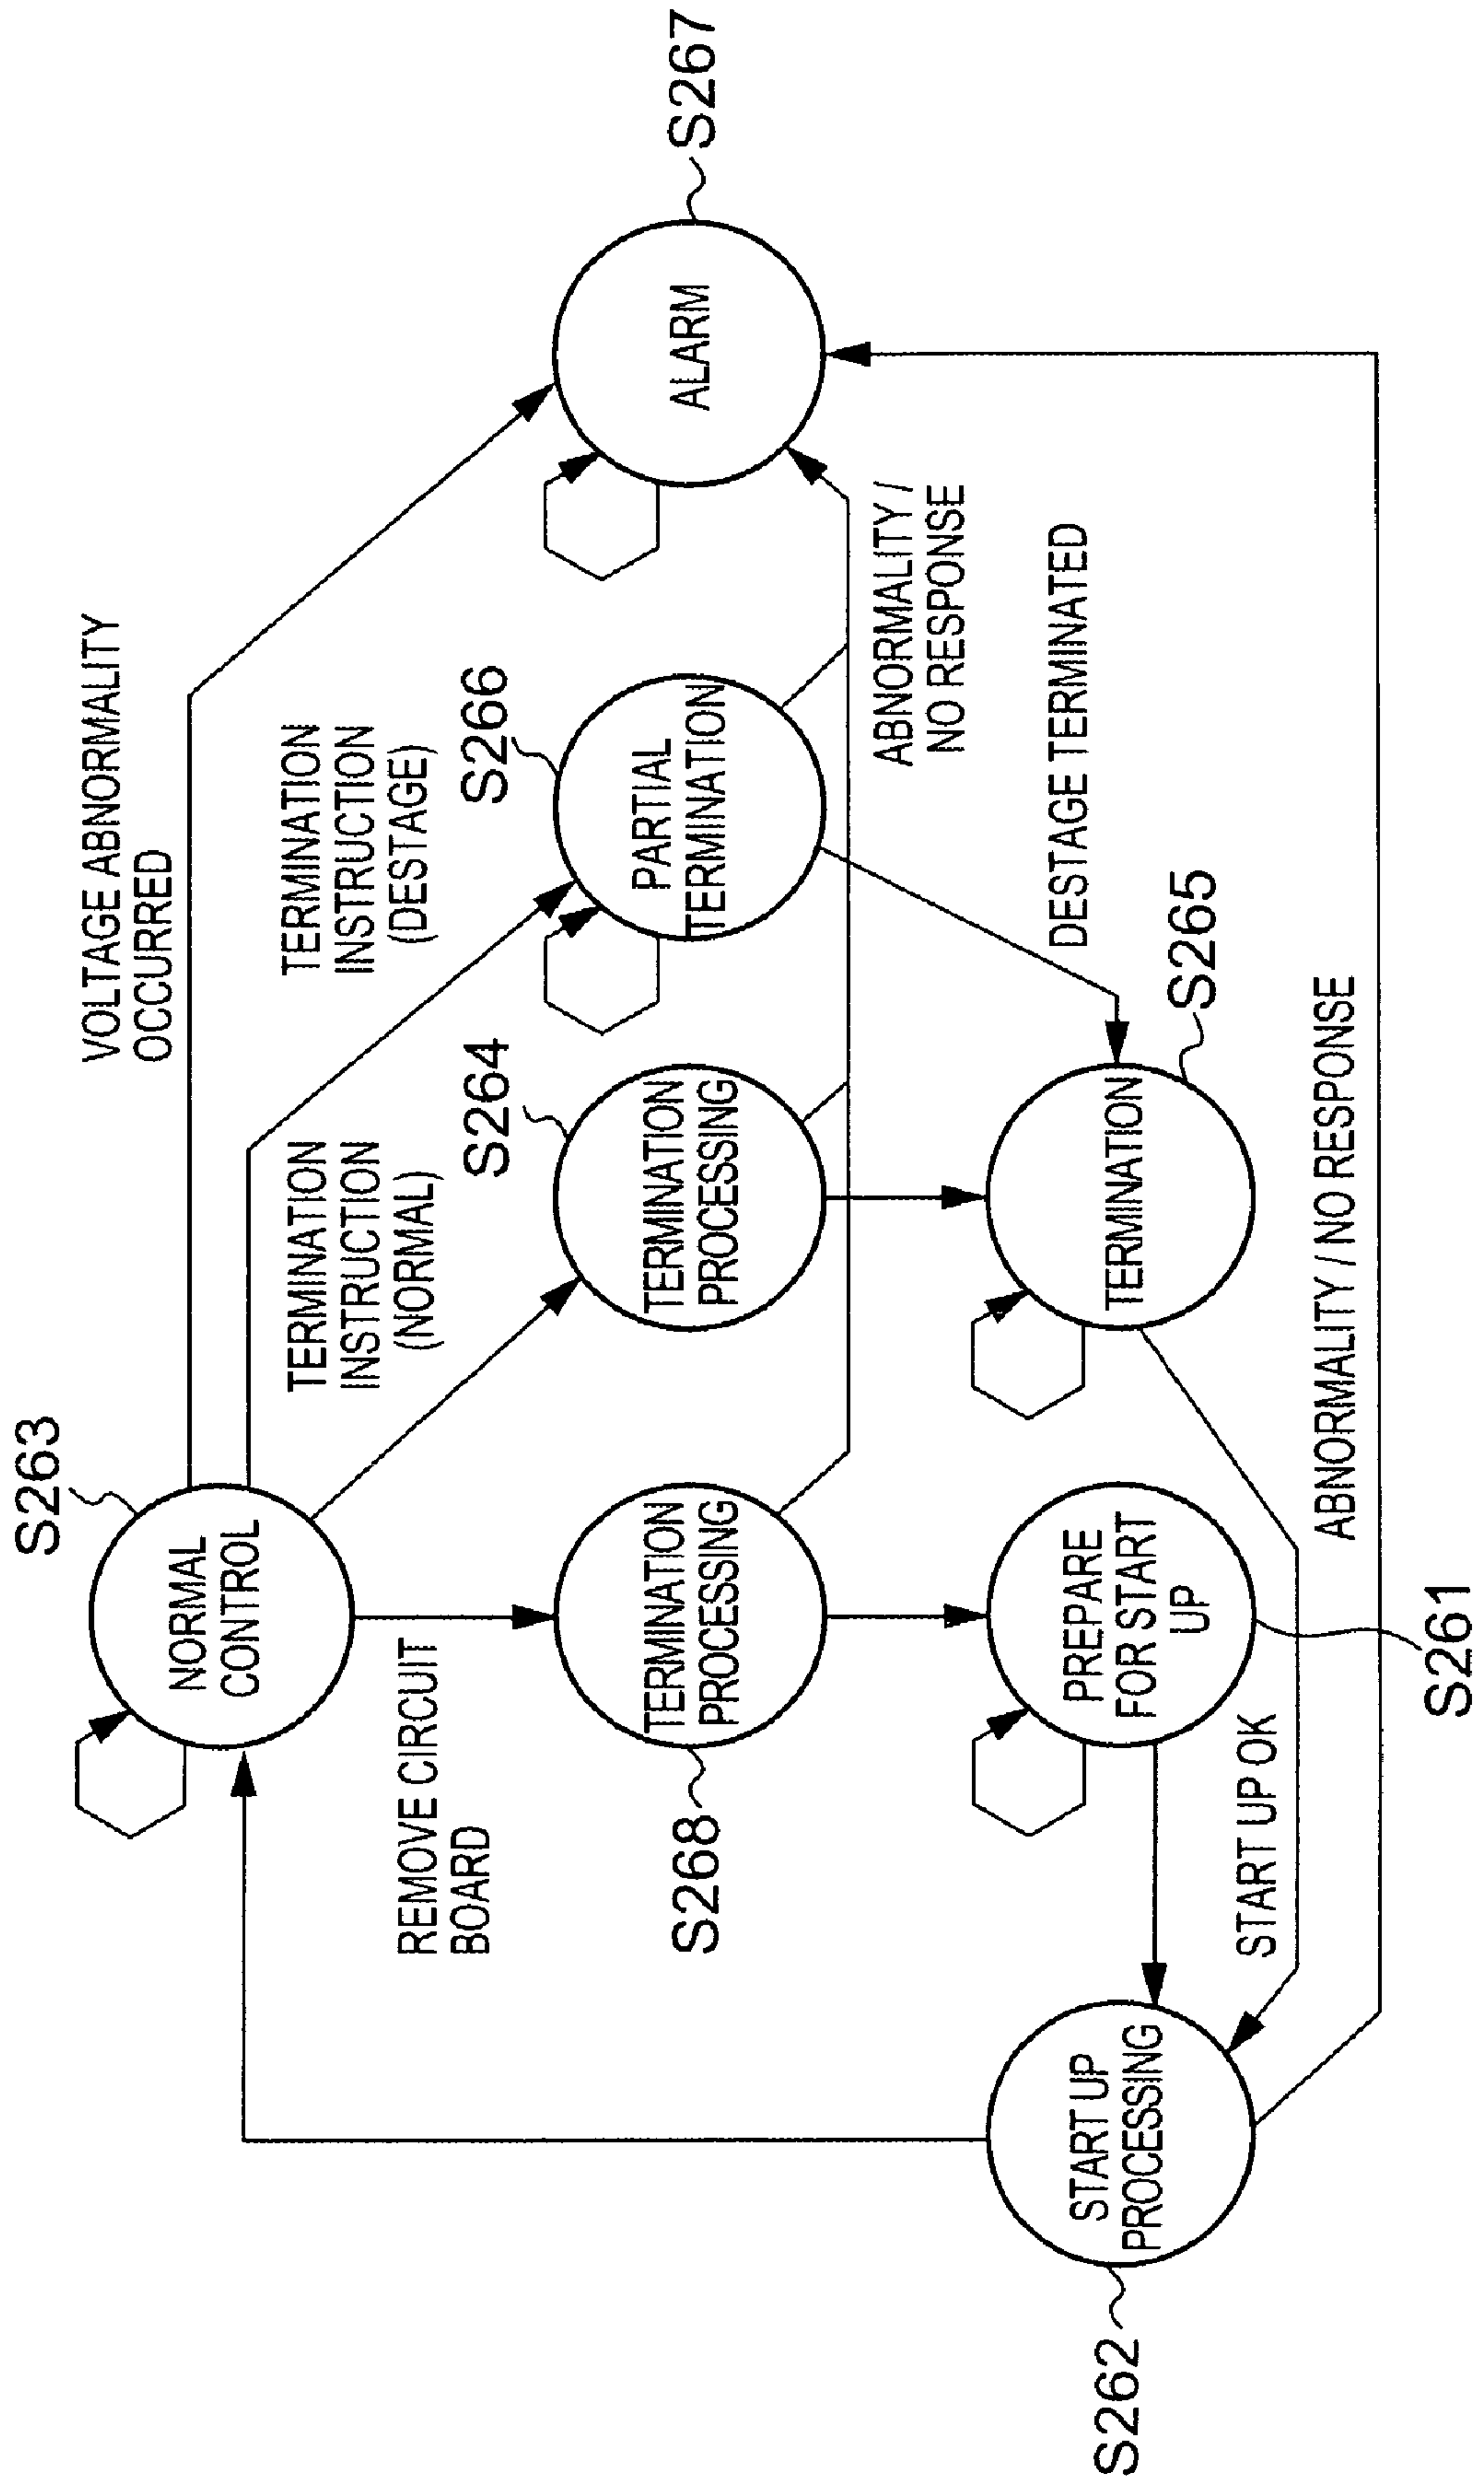 S263
NORMAL
CONTROL
VOLTAGE ABNORMALITY
OCCURRED
TERMINATION
INSTRUCTION
(DESTAGE)
TERMINATION
INSTRUCTION
(NORMAL)
REMOVE CIRCUIT
BOARD
S268
TERMINATION
PROCESSING
S264
TERMINATION
PROCESSING
S266
PARTIAL
TERMINATION
ALARM
S267
ABNORMALITY /
NO RESPONSE
DESTAGE TERMINATED
S262
START UP
PROCESSING
PREPARE
FOR START
UP
S261
TERMINATION
S265
START UP OK
ABNORMALITY / NO RESPONSE